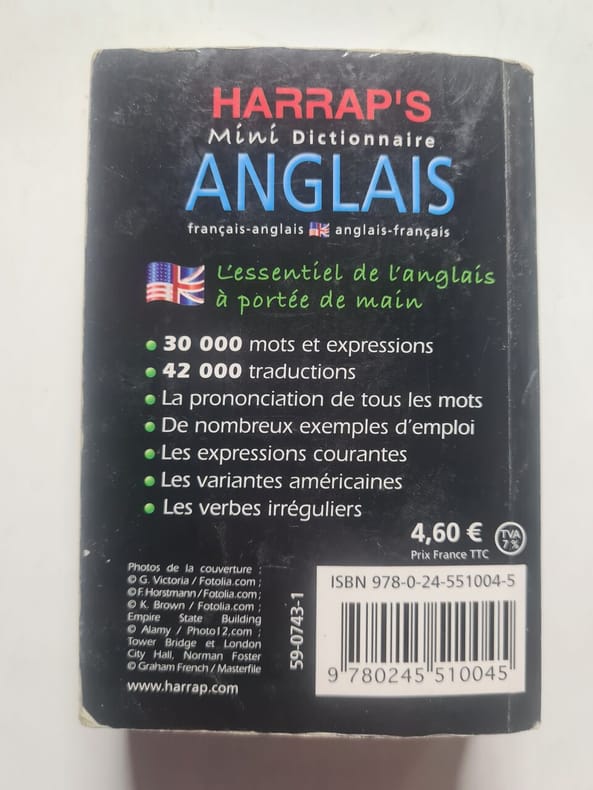 HARRAP'S
Mini Dictionnaire
ANGLAIS
français-anglais anglais-français
L'essentiel de l'anglais
à portée de main
30 000 mots et expressions
42 000 traductions
La prononciation de tous les mots
De nombreux exemples d'emploi
Les expressions courantes
Les variantes américaines
Les verbes irréguliers
4,60 €
Prix France TTC
TVA
7%
Photos de la couverture :
© G. Victoria / Fotolia.com ;
© F. Horstmann / Fotolia.com ;
© K. Brown / Fotolia.com ;
Empire State Building
© Alamy / Photo12.com ;
Tower Bridge et London
City Hall, Norman Foster
© Graham French / Masterfile
www.harrap.com
59-0743-1
ISBN 978-0-24-551004-5
9 780245 510045